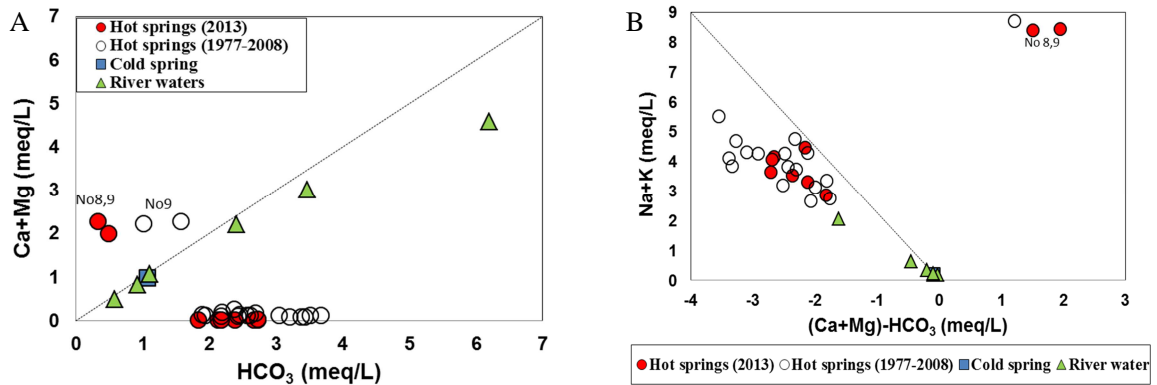 A
7
6
5
4
3
2
1
0
Ca+Mg (meq/L)
Hot springs (2013)
Hot springs (1977-2008)
Cold spring
River waters
No8,9
No9
0 1 2 3 4 5 6 7
HCO₃ (meq/L)
B
9
8
7
6
5
4
3
2
1
0
Na+K (meq/L)
No 8,9
-4 -3 -2 -1 0 1 2 3
(Ca+Mg)-HCO₃ (meq/L)
Hot springs (2013) Hot springs (1977-2008) Cold spring River water